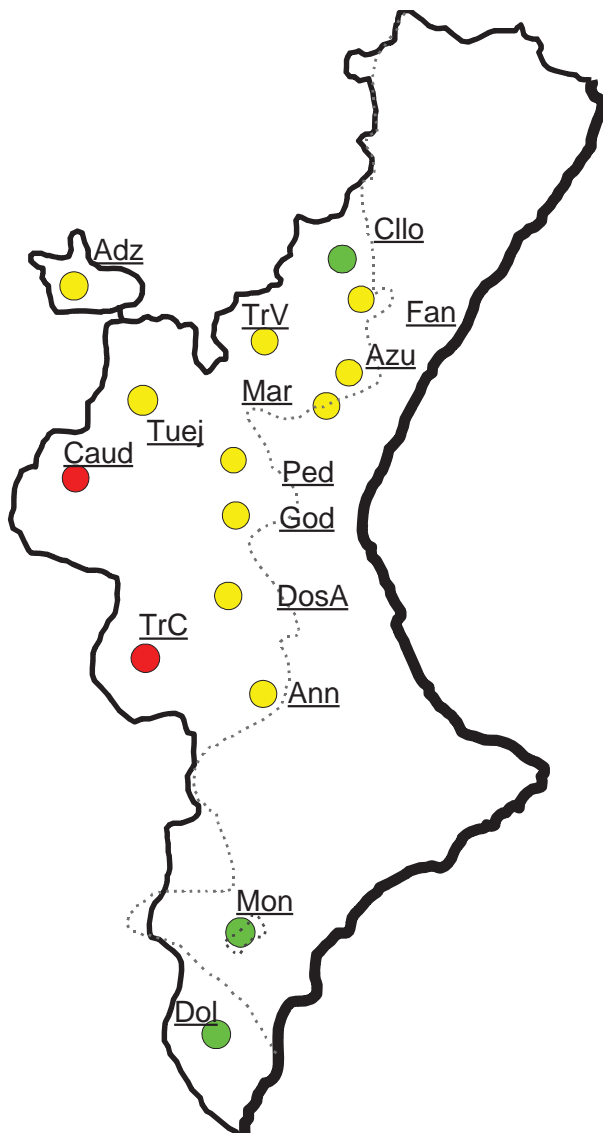 Cllo
Adz
Fan
TrV
Azu
Mar
Tuej
Caud
Ped
God
DosA
TrC
Ann
Mon
Dol